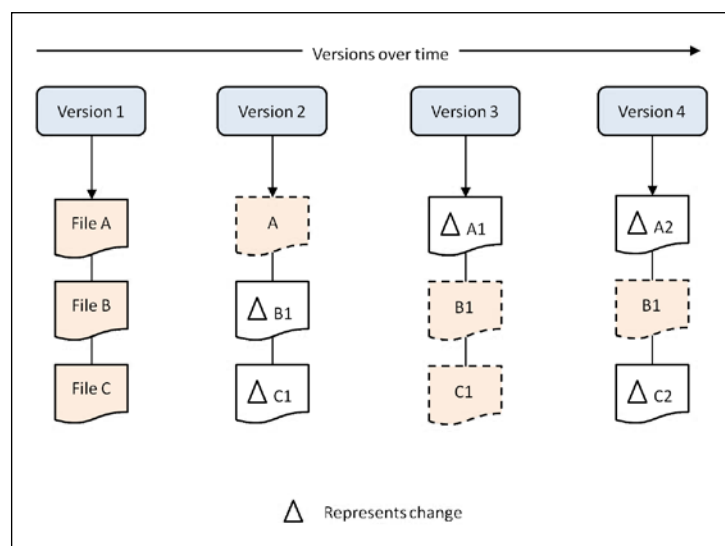 Versions over time
Version 1 Version 2 Version 3 Version 4
File A A Δ A1 Δ A2
File B Δ B1 B1 B1
File C Δ C1 C1 Δ C2
Δ Represents change